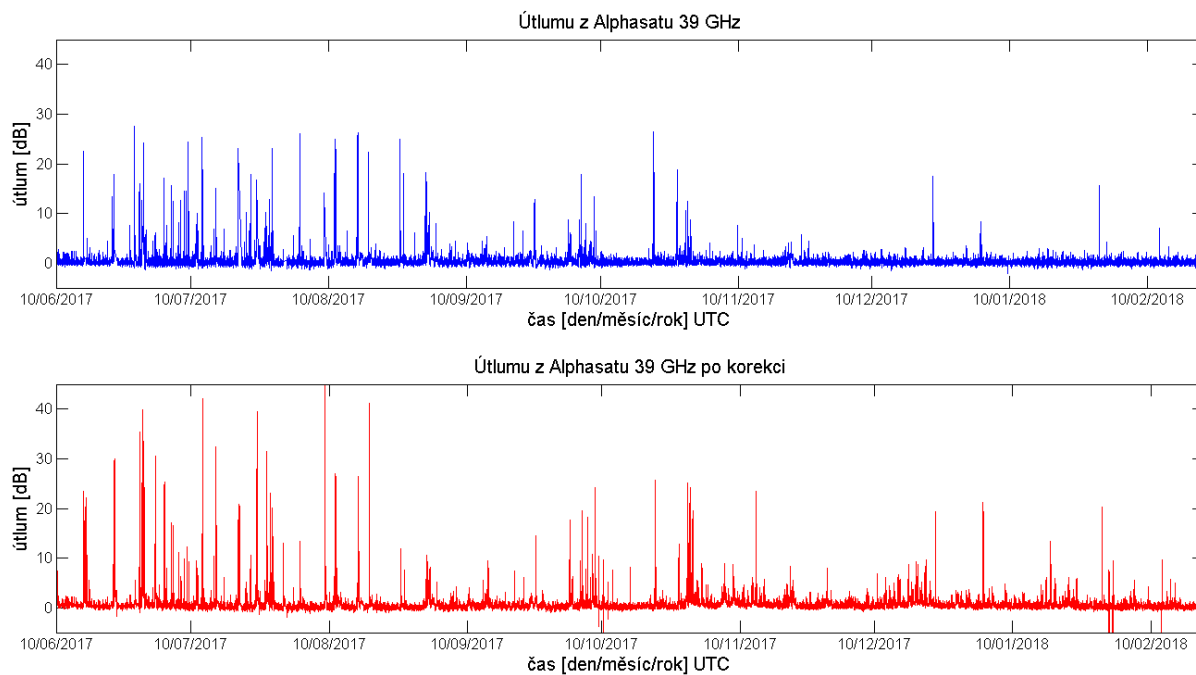 Útlumu z Alphasatu 39 GHz
40
30
20
10
0
útlum [dB]
10/06/2017 10/07/2017 10/08/2017 10/09/2017 10/10/2017 10/11/2017 10/12/2017 10/01/2018 10/02/2018
čas [den/měsíc/rok] UTC
Útlumu z Alphasatu 39 GHz po korekci
40
30
20
10
0
útlum [dB]
10/06/2017 10/07/2017 10/08/2017 10/09/2017 10/10/2017 10/11/2017 10/12/2017 10/01/2018 10/02/2018
čas [den/měsíc/rok] UTC